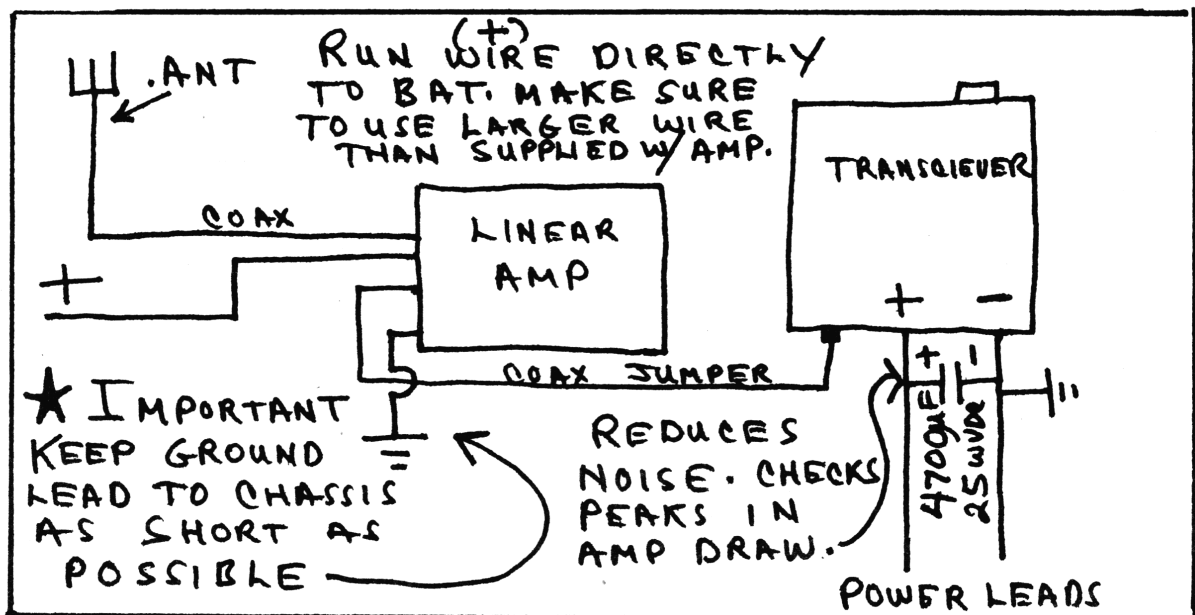 .ANT
RUN (+) WIRE DIRECTLY
TO BAT. MAKE SURE
TO USE LARGER WIRE
THAN SUPPLIED W/ AMP.
TRANSCIEVER
COAX
LINEAR
AMP
+
+ −
COAX JUMPER
+ −
4700µF
25WVDC
★ IMPORTANT
KEEP GROUND
LEAD TO CHASSIS
AS SHORT AS
POSSIBLE
REDUCES
NOISE. CHECKS
PEAKS IN
AMP DRAW.
POWER LEADS